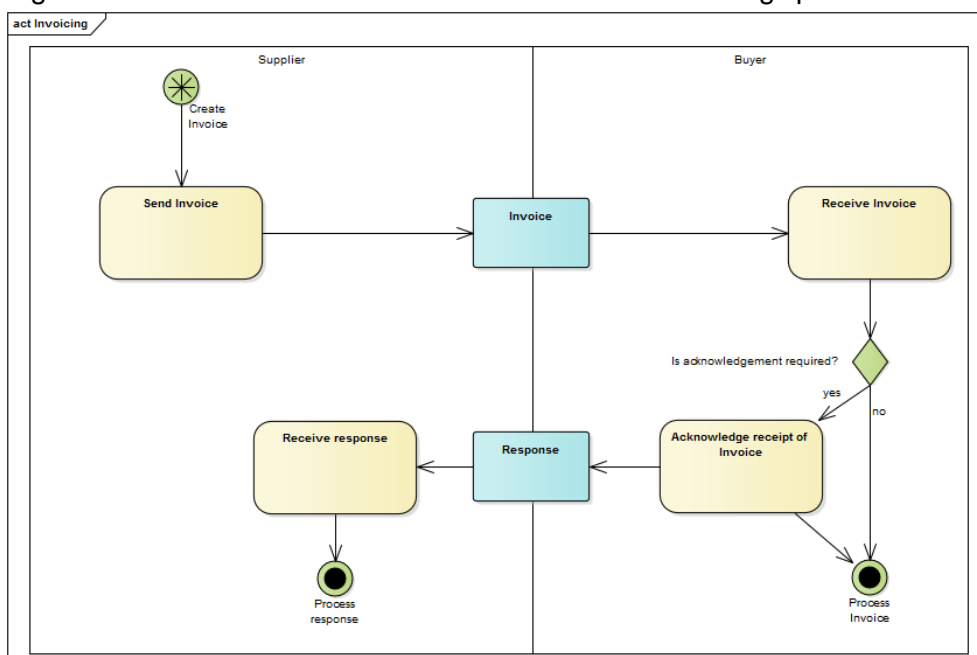 act Invoicing
Supplier
Buyer
Create
Invoice
Send Invoice
Invoice
Receive Invoice
Is acknowledgement required?
yes
no
Receive response
Response
Acknowledge receipt of
Invoice
Process
response
Process
Invoice